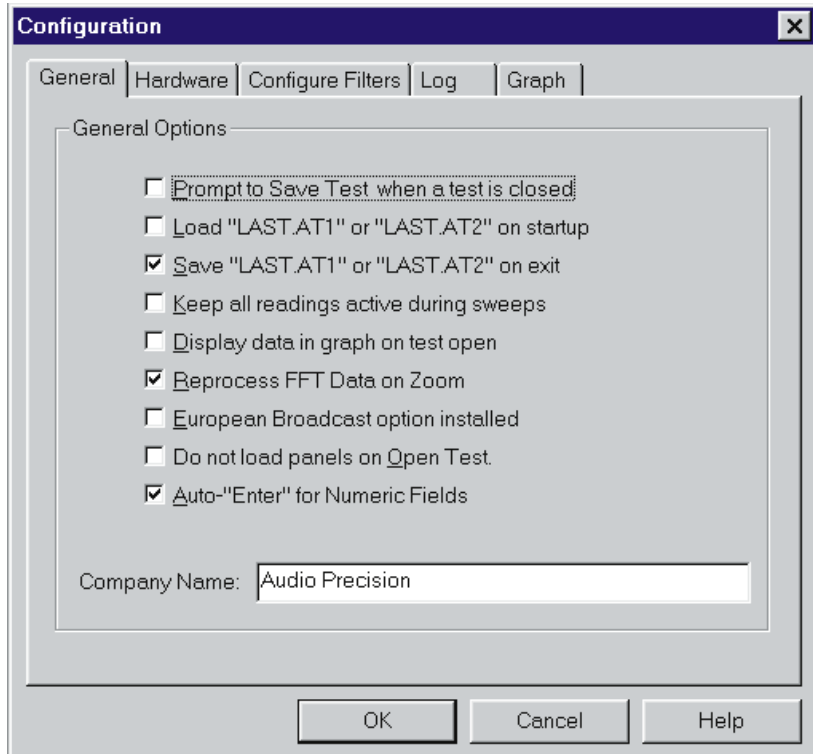 Configuration
General Hardware Configure Filters Log Graph
General Options
Prompt to Save Test when a test is closed
Load "LAST.AT1" or "LAST.AT2" on startup
Save "LAST.AT1" or "LAST.AT2" on exit
Keep all readings active during sweeps
Display data in graph on test open
Reprocess FFT Data on Zoom
European Broadcast option installed
Do not load panels on Open Test.
Auto-"Enter" for Numeric Fields
Company Name: Audio Precision
OK Cancel Help